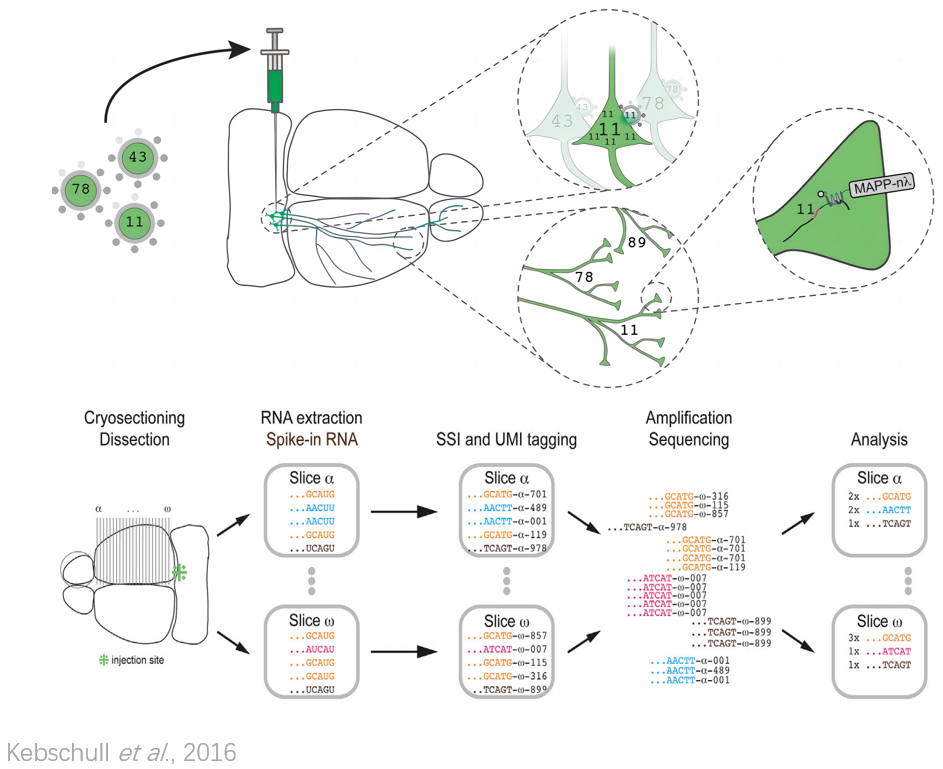 43
78
11
43
11
11
11
11
11
11
11
11
78
78
89
78
11
11
MAPP-nλ
Cryosectioning
Dissection
α ... ω
injection site
RNA extraction
Spike-in RNA
Slice α
...GCAUG
...AACUU
...AACUU
...GCAUG
...UCAGU
Slice ω
...GCAUG
...AUCAU
...GCAUG
...GCAUG
...UCAGU
SSI and UMI tagging
Slice α
...GCATG-α-701
...AACTT-α-489
...AACTT-α-001
...GCATG-α-119
...TCAGT-α-978
Slice ω
...GCATG-ω-857
...ATCAT-ω-007
...GCATG-ω-115
...GCATG-ω-316
...TCAGT-ω-899
Amplification
Sequencing
...GCATG-ω-316
...GCATG-ω-115
...GCATG-ω-857
...TCAGT-α-978
...GCATG-α-701
...GCATG-α-701
...GCATG-α-701
...GCATG-α-119
...ATCAT-ω-007
...ATCAT-ω-007
...ATCAT-ω-007
...ATCAT-ω-007
...ATCAT-ω-007
...TCAGT-ω-899
...TCAGT-ω-899
...TCAGT-ω-899
...AACTT-α-001
...AACTT-α-489
...AACTT-α-001
Analysis
Slice α
2x ...GCATG
2x ...AACTT
1x ...TCAGT
Slice ω
3x ...GCATG
1x ...ATCAT
1x ...TCAGT
Kebschull et al., 2016